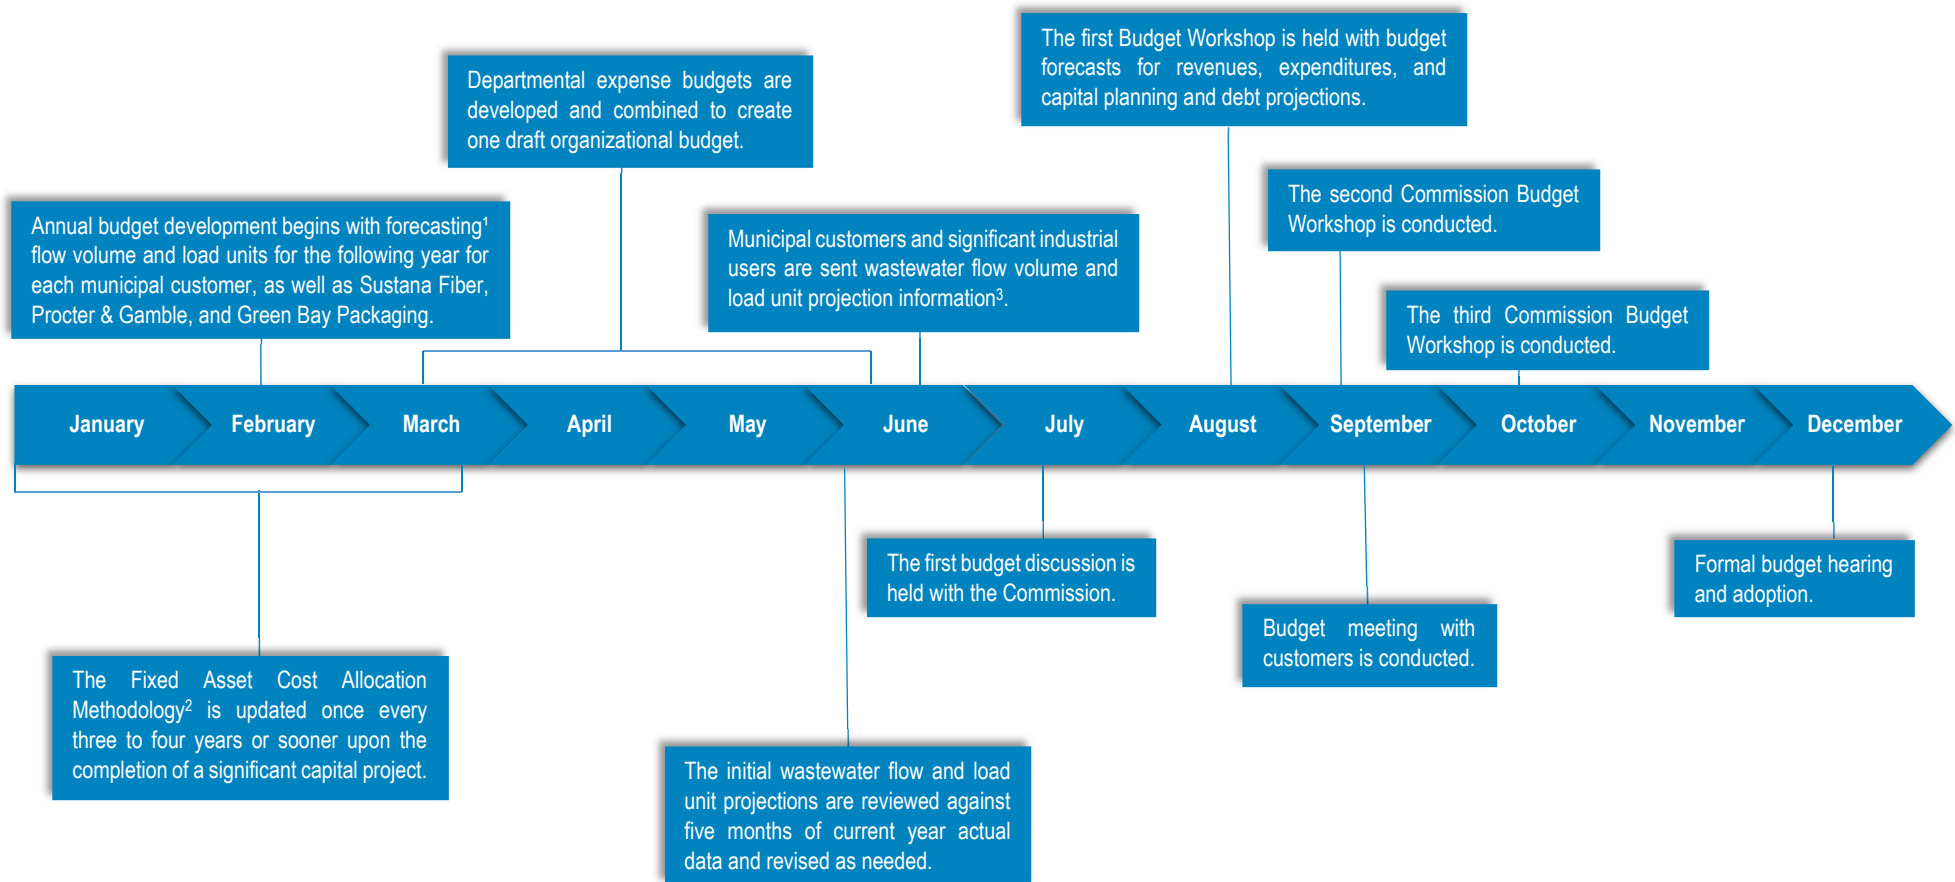 The first Budget Workshop is held with budget
forecasts for revenues, expenditures, and
capital planning and debt projections.
Departmental expense budgets are
developed and combined to create
one draft organizational budget.
The second Commission Budget
Workshop is conducted.
Annual budget development begins with forecasting¹
flow volume and load units for the following year for
each municipal customer, as well as Sustana Fiber,
Procter & Gamble, and Green Bay Packaging.
Municipal customers and significant industrial
users are sent wastewater flow volume and
load unit projection information³.
The third Commission Budget
Workshop is conducted.
January
February
March
April
May
June
July
August
September
October
November
December
The first budget discussion is
held with the Commission.
Formal budget hearing
and adoption.
Budget meeting with
customers is conducted.
The Fixed Asset Cost Allocation
Methodology² is updated once every
three to four years or sooner upon the
completion of a significant capital project.
The initial wastewater flow and load
unit projections are reviewed against
five months of current year actual
data and revised as needed.